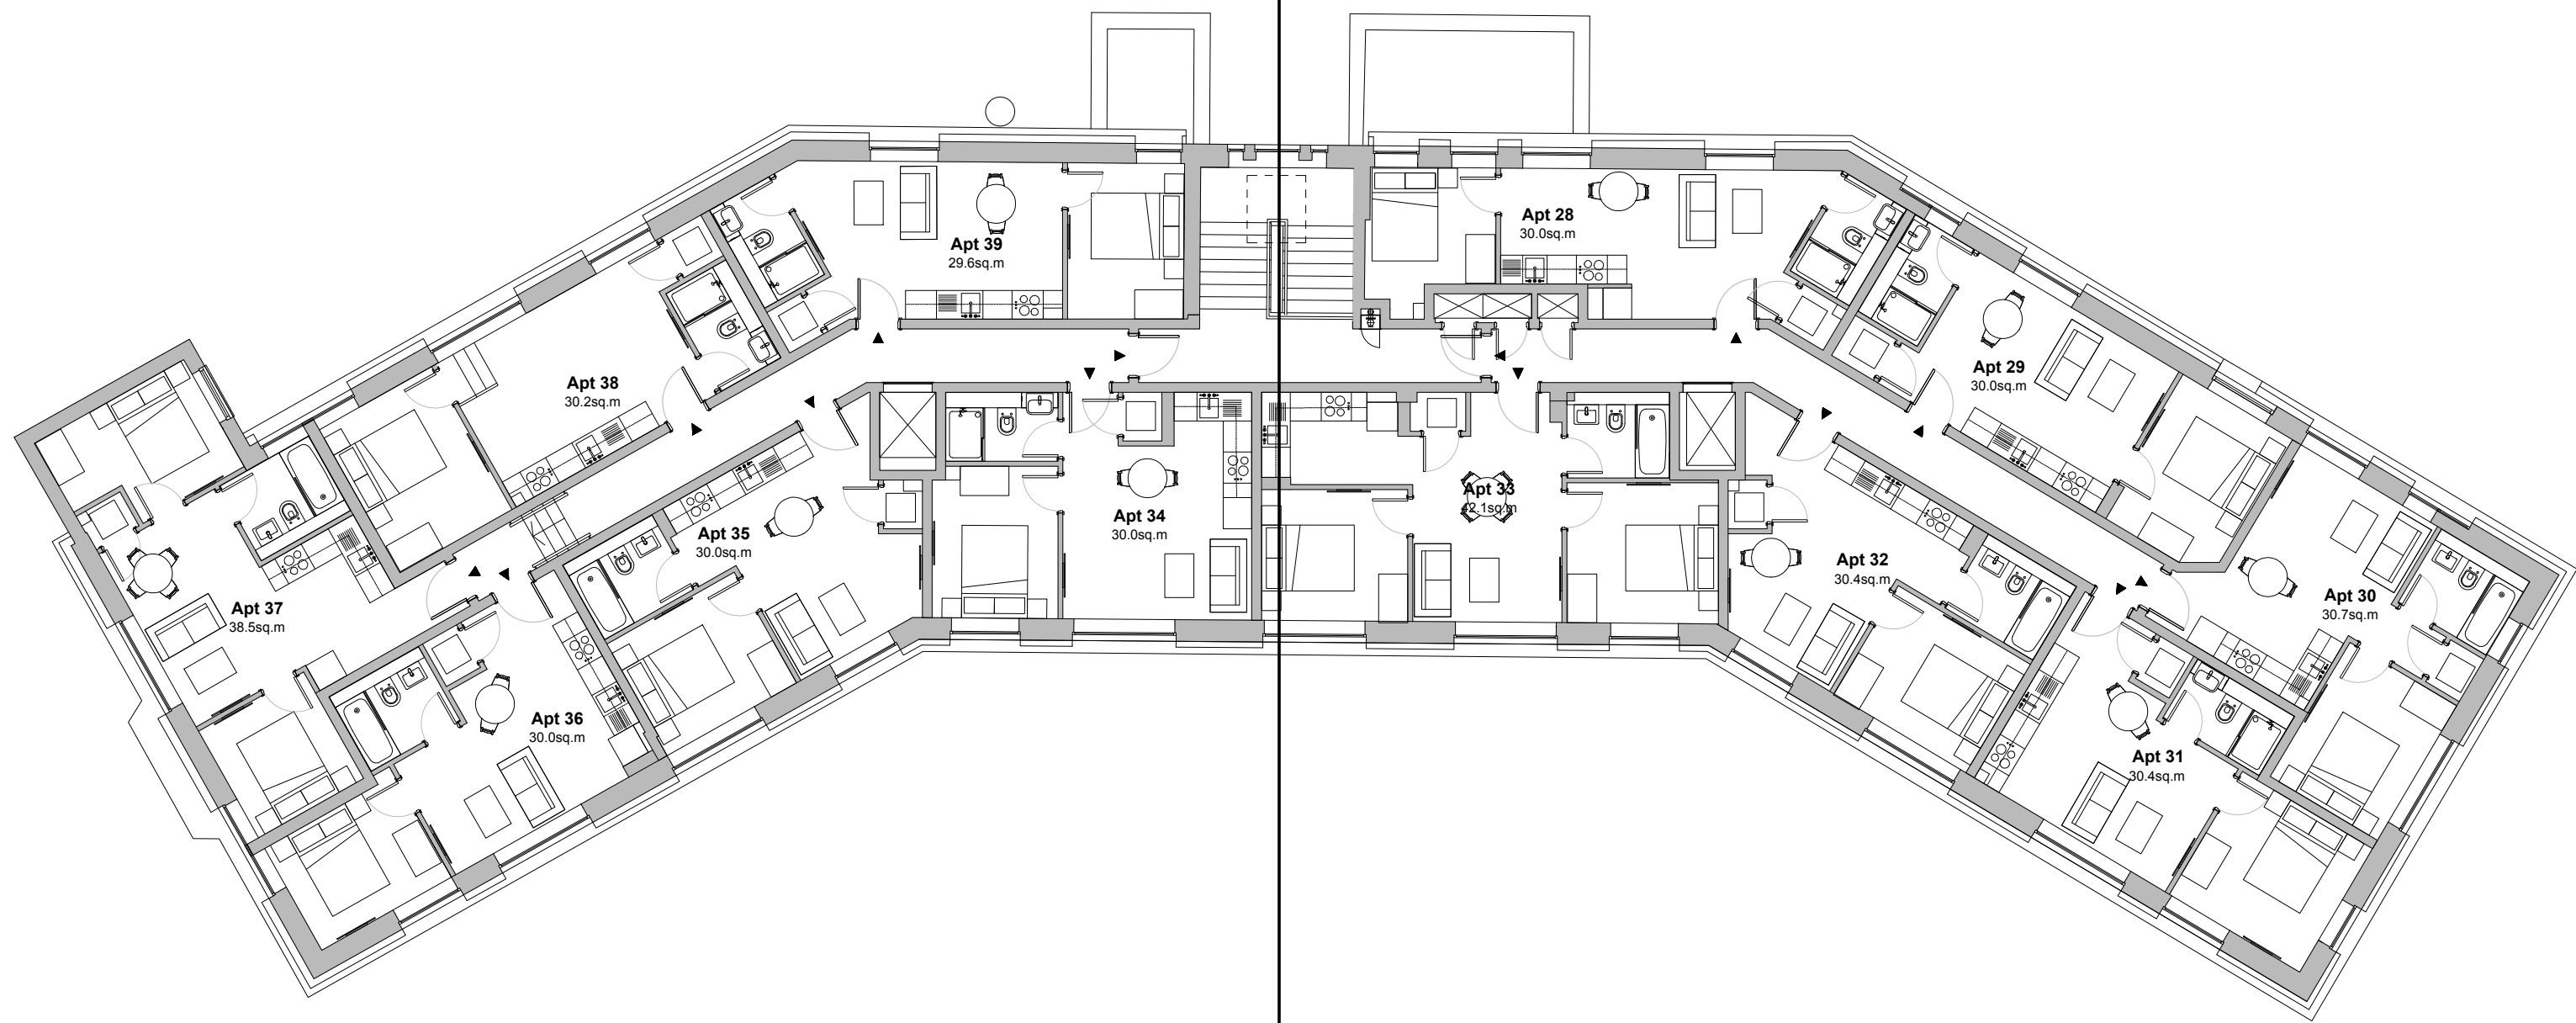 Apt 28
30.0sq.m
Apt 39
29.6sq.m
Apt 29
30.0sq.m
Apt 38
30.2sq.m
Apt 33
42.1sq.m
Apt 34
30.0sq.m
Apt 35
30.0sq.m
Apt 32
30.4sq.m
Apt 30
30.7sq.m
Apt 37
38.5sq.m
Apt 36
30.0sq.m
Apt 31
30.4sq.m